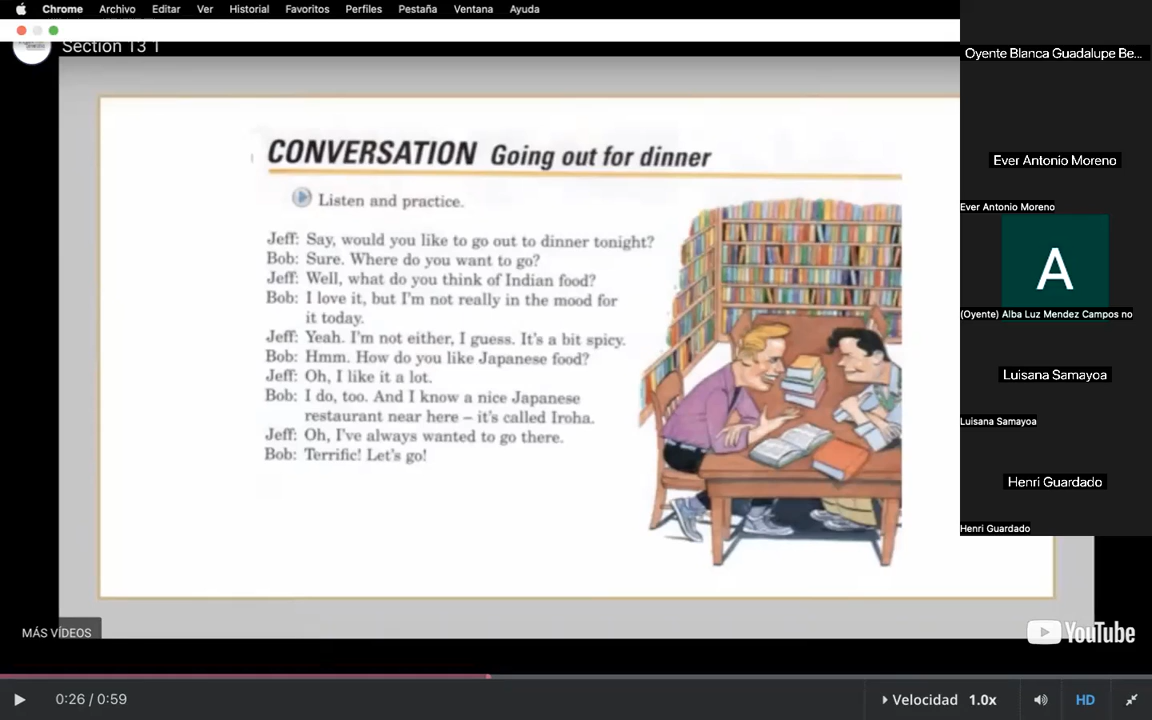 Chrome Archivo Editar Ver Historial Favoritos Perfiles Pestaña Ventana Ayuda
Section 13 1
CONVERSATION Going out for dinner
Listen and practice.
Jeff: Say, would you like to go out to dinner tonight?
Bob: Sure. Where do you want to go?
Jeff: Well, what do you think of Indian food?
Bob: I love it, but I'm not really in the mood for
it today.
Jeff: Yeah. I'm not either, I guess. It's a bit spicy.
Bob: Hmm. How do you like Japanese food?
Jeff: Oh, I like it a lot.
Bob: I do, too. And I know a nice Japanese
restaurant near here – it's called Iroha.
Jeff: Oh, I've always wanted to go there.
Bob: Terrific! Let's go!
Oyente Blanca Guadalupe Be...
Ever Antonio Moreno
Ever Antonio Moreno
A
(Oyente) Alba Luz Mendez Campos no
Luisana Samayoa
Luisana Samayoa
Henri Guardado
Henri Guardado
MÁS VÍDEOS
YouTube
0:26 / 0:59
Velocidad 1.0x
HD